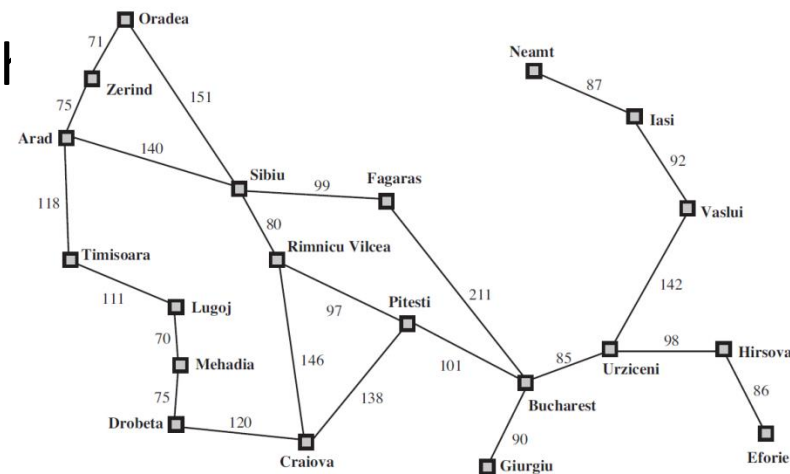 Oradea
71
Neamt
Zerind
87
151
75
Iasi
Arad
140
92
Sibiu
Fagaras
99
118
Vaslui
80
Timisoara
Rimnicu Vilcea
142
111
Lugoj
97
Pitesti
211
70
98
Hirsova
Mehadia
146
101
85
Urziceni
75
138
86
Bucharest
Drobeta
120
90
Craiova
Giurgiu
Eforie